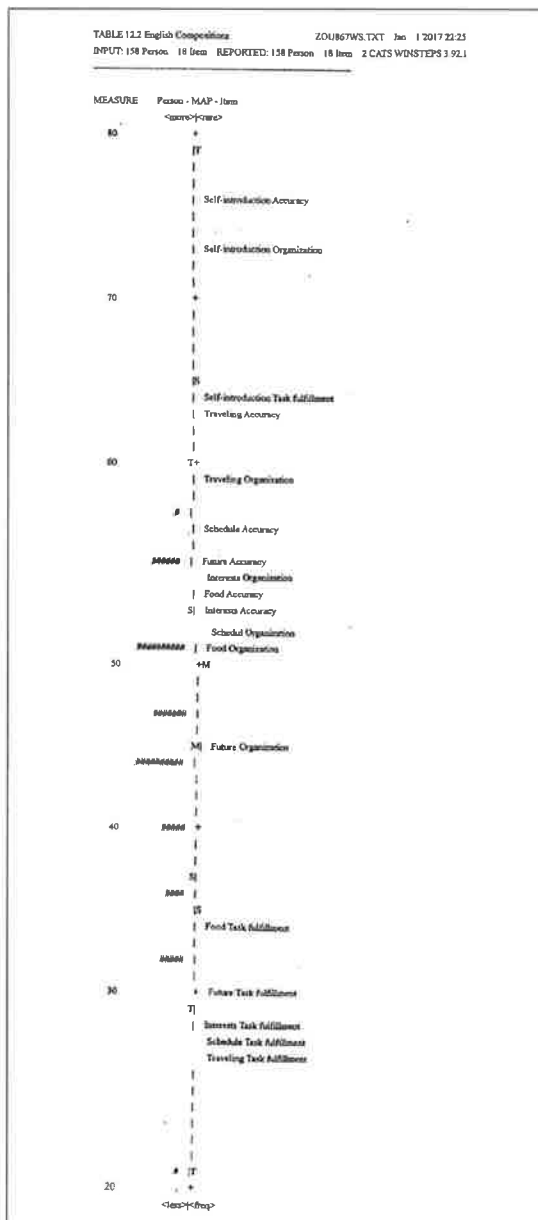 TABLE 12.2 English Compositions ZOU867WS.TXT Jan 1 2017 22:25
INPUT: 158 Person 18 Item REPORTED: 158 Person 18 Item 2 CATS WINSTEPS 3.92.1
MEASURE Person - MAP - Item
<more>|<rare>
80 +
|T
|
|
| Self-introduction Accuracy
|
|
| Self-introduction Organization
|
|
70 +
|
|
|
|
|S
| Self-introduction Task fulfillment
| Traveling Accuracy
|
|
60 T+
| Traveling Organization
|
.# |
| Schedule Accuracy
|
###### | Future Accuracy
Interests Organization
| Food Accuracy
S| Interests Accuracy
Schedul Organization
########## | Food Organization
50 +M
|
|
####### |
|
M| Future Organization
########## |
|
|
|
40 ##### +
|
|
S|
#### |
|S
| Food Task fulfillment
|
##### |
|
30 + Future Task fulfillment
T|
| Interests Task fulfillment
Schedule Task fulfillment
Traveling Task fulfillment
|
|
|
|
|
|
# |T
20 . +
<less>|<freq>